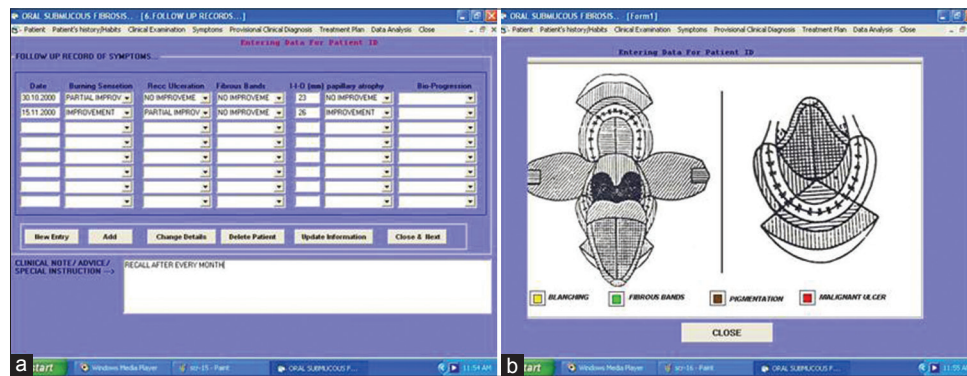 ORAL SUBMUCOUS FIBROSIS.. - [6.FOLLOW UP RECORDS...]
Patient Patient's history/Habits Clinical Examination Symptoms Provisional Clinical Diagnosis Treatment Plan Data Analysis Close
Entering Data For Patient ID
FOLLOW UP RECORD OF SYMPTOMS...
Date Burning Sensetion Recc Ulceration Fibrous Bands I-I-D (mm) papillary atrophy Bio-Progression
30.10.2000 PARTIAL IMPROV NO IMPROVEME NO IMPROVEME 23 NO IMPROVEME
15.11.2000 IMPROVEMENT PARTIAL IMPROV NO IMPROVEME 26 IMPROVEMENT
New Entry Add Change Details Delete Patient Update Information Close & Next
CLINICAL NOTE/ ADVICE/
SPECIAL INSTRUCTION -->
RECALL AFTER EVERY MONTH
a
start Windows Media Player scr-15 - Paint ORAL SUBMUCOUS F... 11:54 AM
ORAL SUBMUCOUS FIBROSIS.. - [Form1]
Patient Patient's history/Habits Clinical Examination Symptoms Provisional Clinical Diagnosis Treatment Plan Data Analysis Close
Entering Data For Patient ID
BLANCHING FIBROUS BANDS PIGMENTATION MALIGNANT ULCER
CLOSE
b
start Windows Media Player scr-16 - Paint ORAL SUBMUCOUS F... 11:55 AM